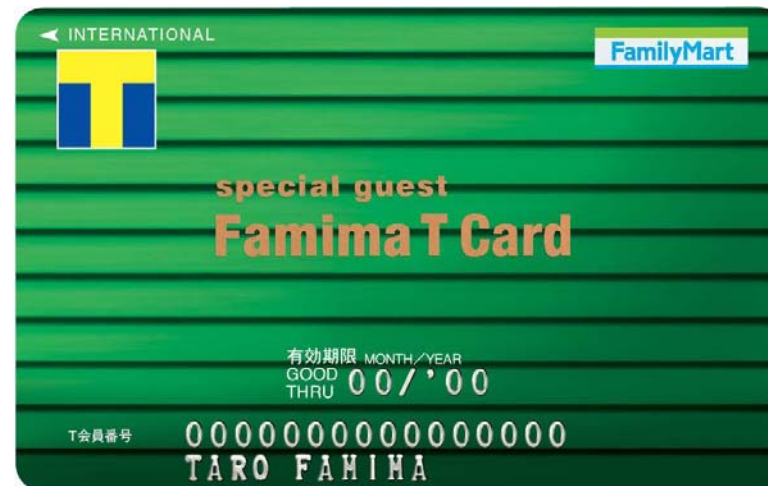 INTERNATIONAL
FamilyMart
T
special guest
Famima T Card
有効期限 MONTH/YEAR
GOOD THRU 00/'00
T会員番号 0000000000000000
TARO FAMIMA